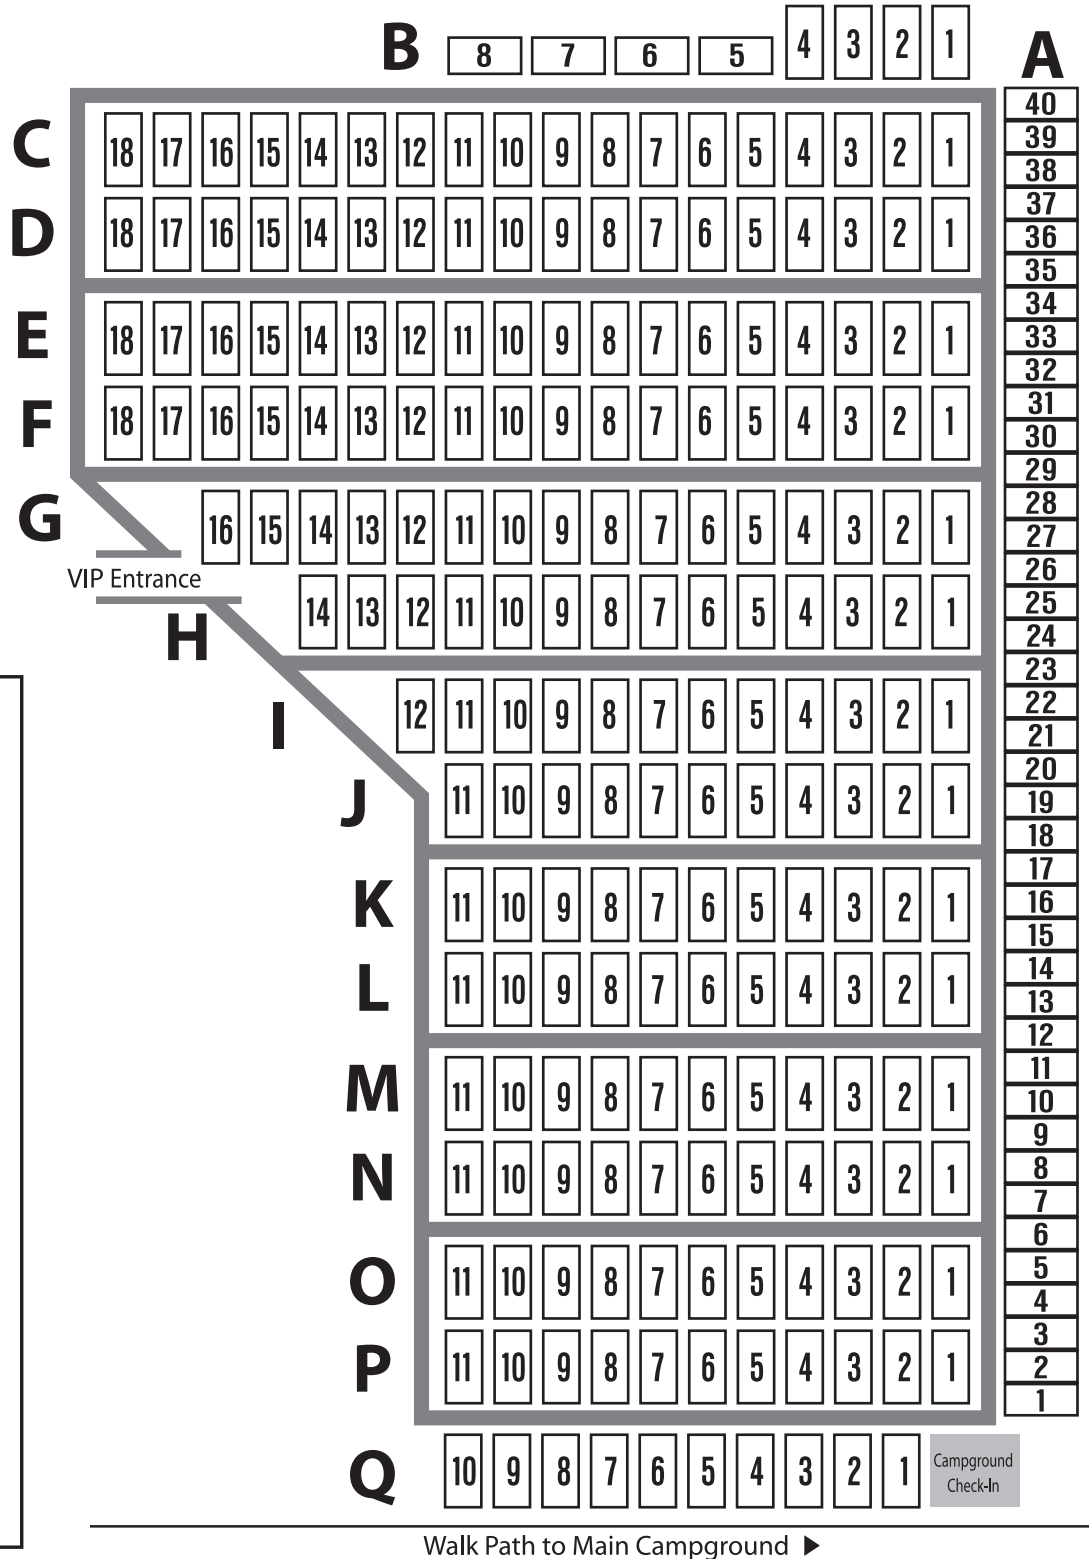 B 8 7 6 5 4 3 2 1 A
40
39
38
37
36
35
34
33
32
31
30
29
28
27
26
25
24
23
22
21
20
19
18
17
16
15
14
13
12
11
10
9
8
7
6
5
4
3
2
1
C 18 17 16 15 14 13 12 11 10 9 8 7 6 5 4 3 2 1
D 18 17 16 15 14 13 12 11 10 9 8 7 6 5 4 3 2 1
E 18 17 16 15 14 13 12 11 10 9 8 7 6 5 4 3 2 1
F 18 17 16 15 14 13 12 11 10 9 8 7 6 5 4 3 2 1
G 16 15 14 13 12 11 10 9 8 7 6 5 4 3 2 1
VIP Entrance
H 14 13 12 11 10 9 8 7 6 5 4 3 2 1
I 12 11 10 9 8 7 6 5 4 3 2 1
J 11 10 9 8 7 6 5 4 3 2 1
K 11 10 9 8 7 6 5 4 3 2 1
L 11 10 9 8 7 6 5 4 3 2 1
M 11 10 9 8 7 6 5 4 3 2 1
N 11 10 9 8 7 6 5 4 3 2 1
O 11 10 9 8 7 6 5 4 3 2 1
P 11 10 9 8 7 6 5 4 3 2 1
Q 10 9 8 7 6 5 4 3 2 1
Campground
Check-In
Walk Path to Main Campground ▶